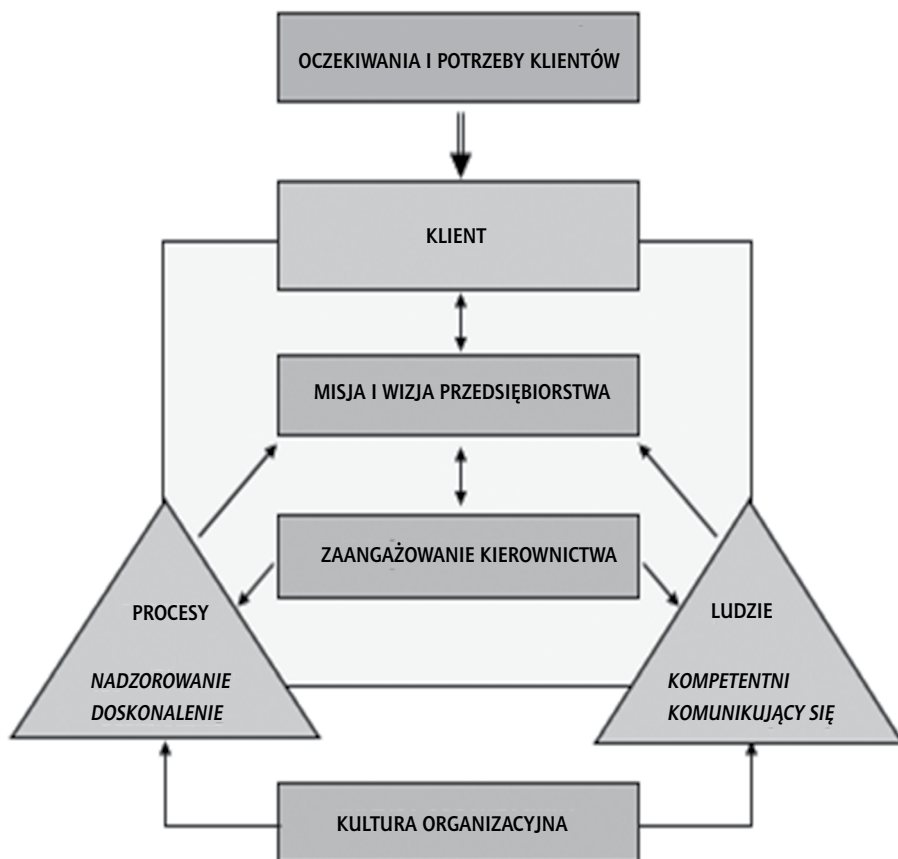 OCZEKIWANIA I POTRZEBY KLIENTÓW
KLIENT
MISJA I WIZJA PRZEDSIĘBIORSTWA
ZAANGAŻOWANIE KIEROWNICTWA
PROCESY
NADZOROWANIE
DOSKONALENIE
LUDZIE
KOMPETENTNI
KOMUNIKUJĄCY SIĘ
KULTURA ORGANIZACYJNA